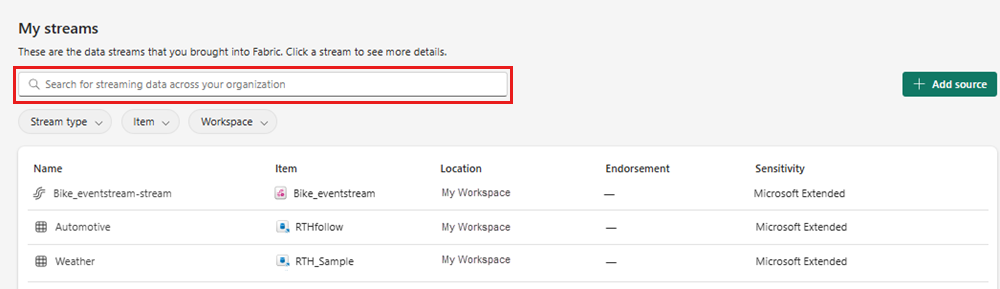 My streams
These are the data streams that you brought into Fabric. Click a stream to see more details.
Search for streaming data across your organization
Add source
Stream type Item Workspace
Name Item Location Endorsement Sensitivity
Bike_eventstream-stream Bike_eventstream My Workspace — Microsoft Extended
Automotive RTHfollow My Workspace — Microsoft Extended
Weather RTH_Sample My Workspace — Microsoft Extended